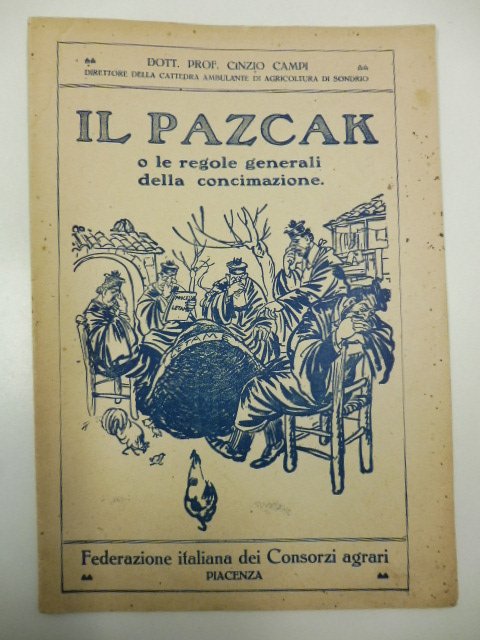 DOTT. PROF. CINZIO CAMPI
DIRETTORE DELLA CATTEDRA AMBULANTE DI AGRICOLTURA DI SONDRIO
IL PAZCAK
o le regole generali
della concimazione.
Federazione italiana dei Consorzi agrari
PIACENZA